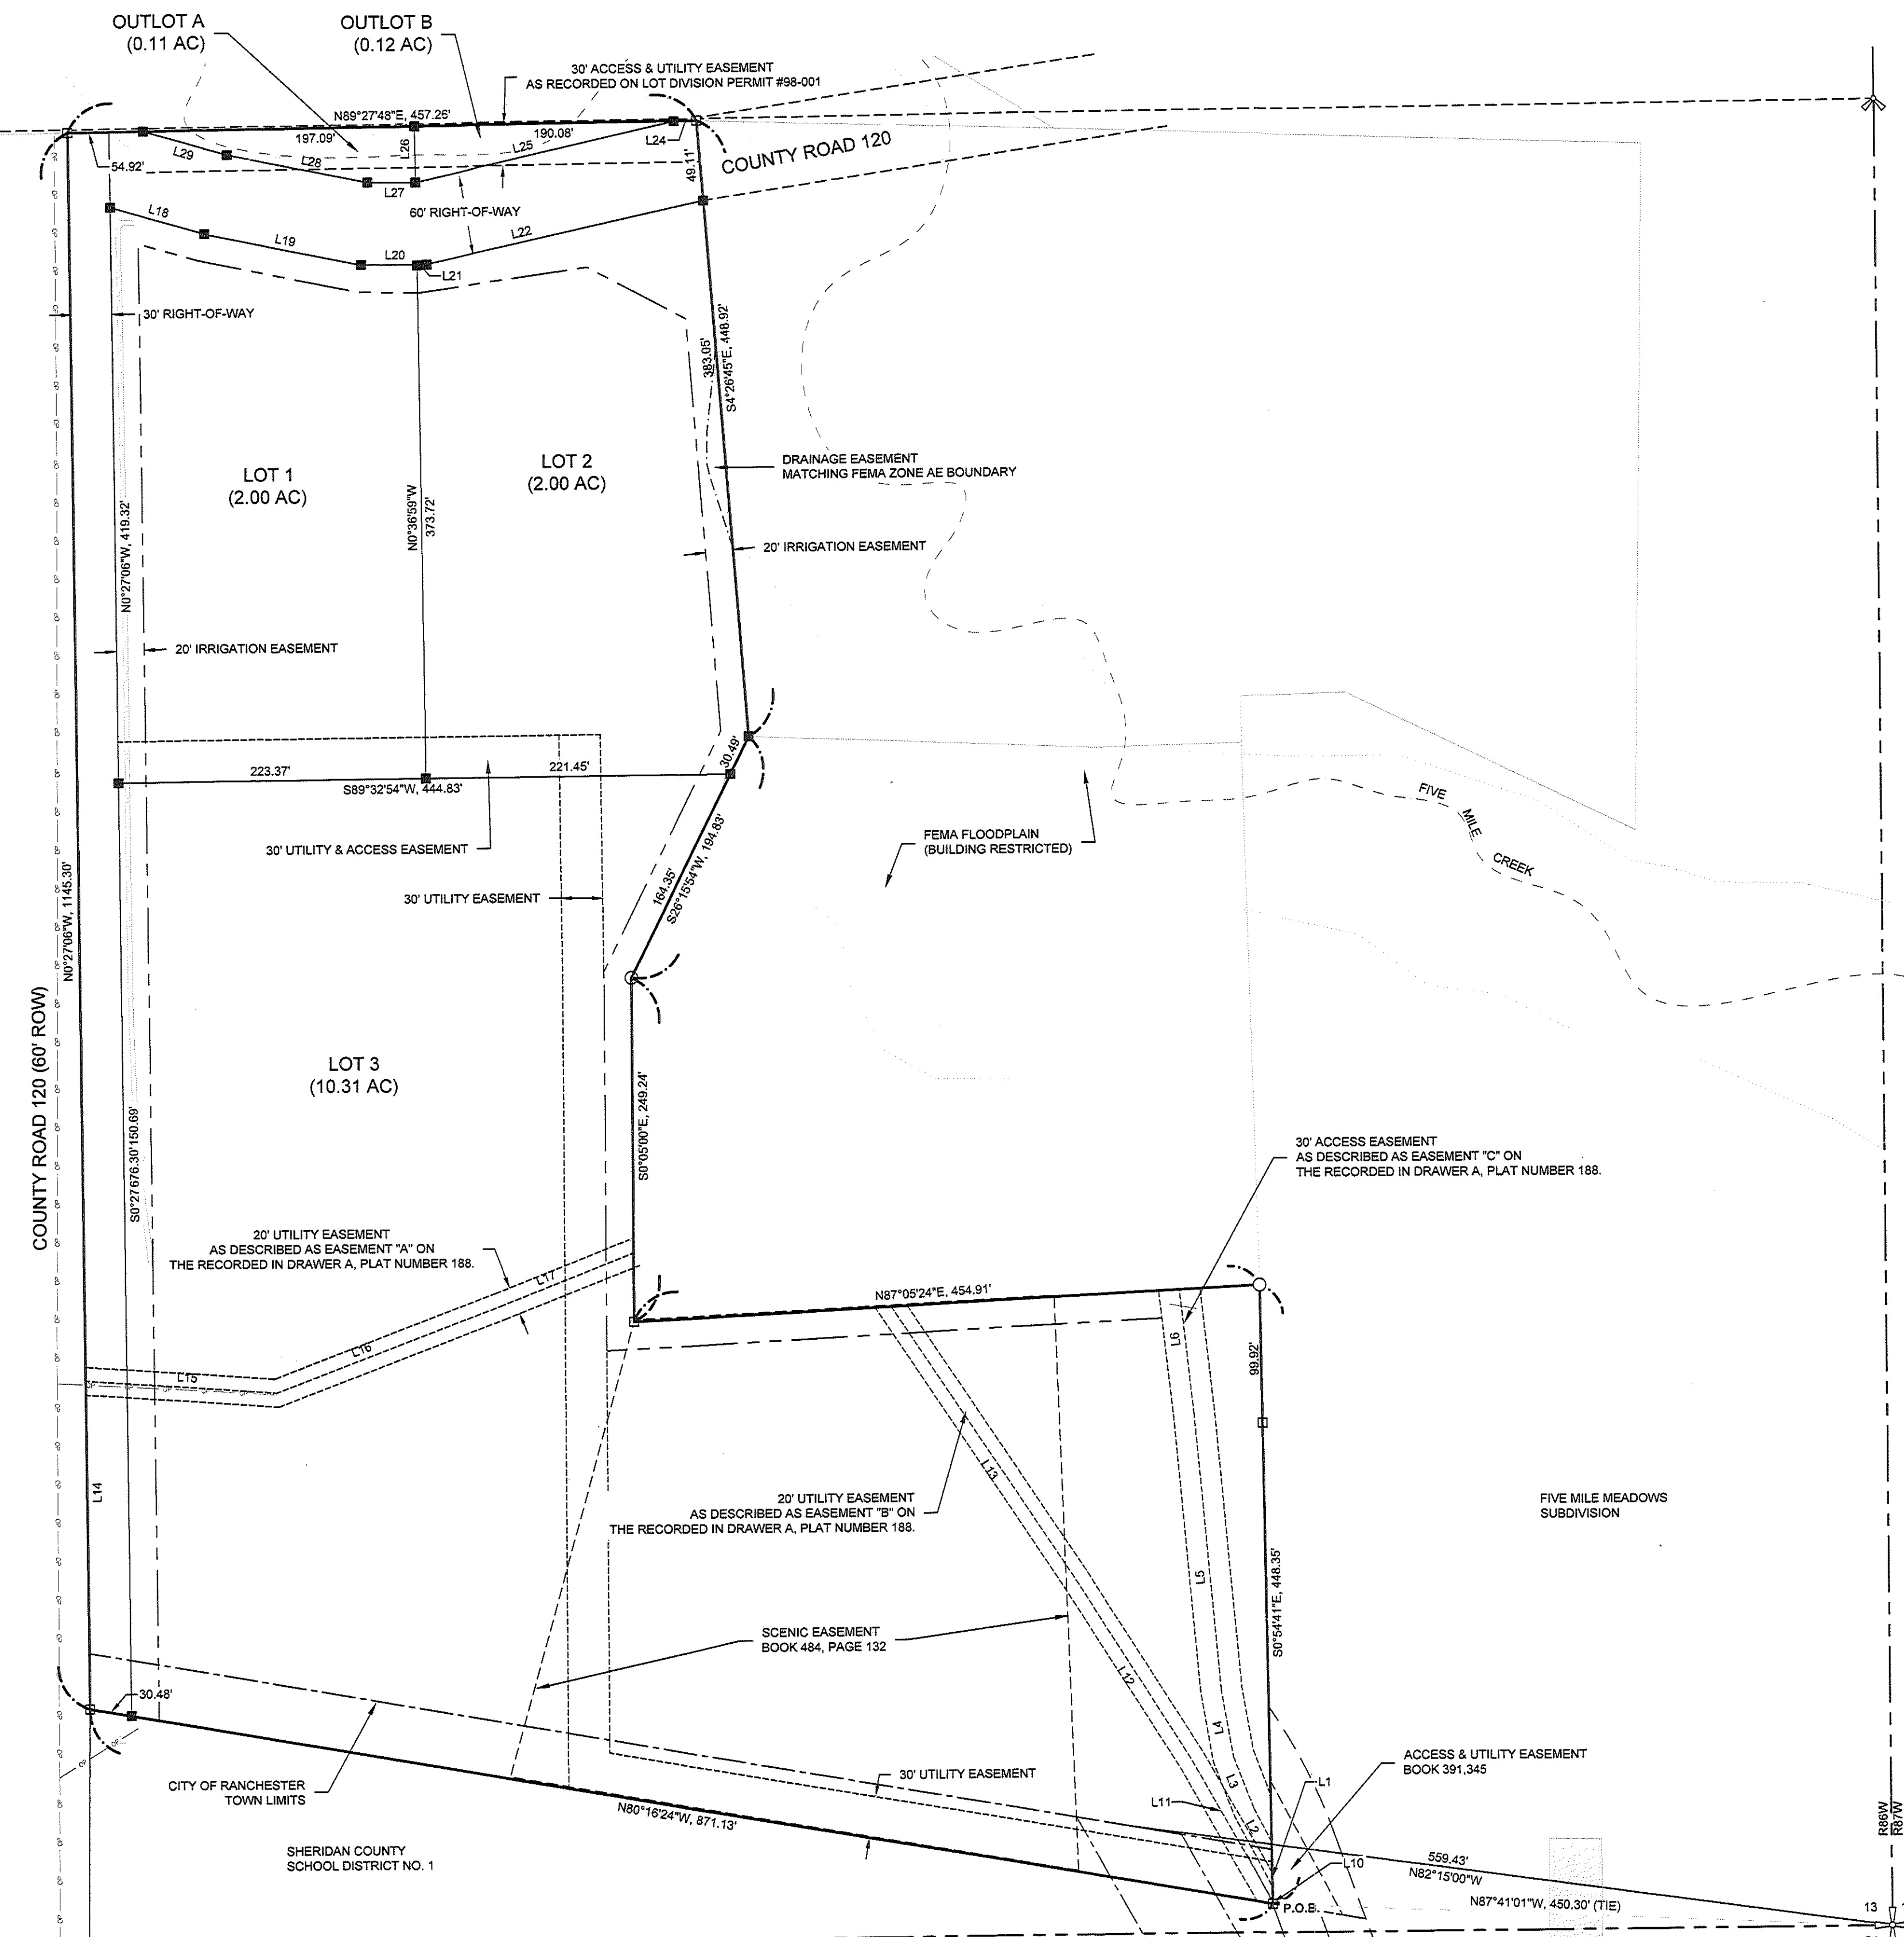 OUTLOT A
(0.11 AC)
OUTLOT B
(0.12 AC)
30' ACCESS & UTILITY EASEMENT
AS RECORDED ON LOT DIVISION PERMIT #98-001
N89°27'48"E, 457.26'
197.09'
190.08'
54.92'
L29
L28
L27
L26
L25
L24
49.11'
COUNTY ROAD 120
60' RIGHT-OF-WAY
L18
L19
L20
L21
L22
30' RIGHT-OF-WAY
383.05'
S4°26'45"E, 448.92'
LOT 1
(2.00 AC)
LOT 2
(2.00 AC)
DRAINAGE EASEMENT
MATCHING FEMA ZONE AE BOUNDARY
N0°27'06"W, 419.32'
N0°36'59"W
373.72'
20' IRRIGATION EASEMENT
20' IRRIGATION EASEMENT
30.49'
223.37'
221.45'
S89°32'54"W, 444.83'
30' UTILITY & ACCESS EASEMENT
164.35'
S26°15'54"W, 194.83'
FEMA FLOODPLAIN
(BUILDING RESTRICTED)
FIVE
MILE
CREEK
30' UTILITY EASEMENT
N0°27'06"W, 1145.30'
COUNTY ROAD 120 (60' ROW)
LOT 3
(10.31 AC)
S0°05'00"E, 249.24'
S0°27'676.30'150.69'
30' ACCESS EASEMENT
AS DESCRIBED AS EASEMENT "C" ON
THE RECORDED IN DRAWER A, PLAT NUMBER 188.
20' UTILITY EASEMENT
AS DESCRIBED AS EASEMENT "A" ON
THE RECORDED IN DRAWER A, PLAT NUMBER 188.
L17
L16
L15
N87°05'24"E, 454.91'
L6
99.92'
L14
L13
20' UTILITY EASEMENT
AS DESCRIBED AS EASEMENT "B" ON
THE RECORDED IN DRAWER A, PLAT NUMBER 188.
FIVE MILE MEADOWS
SUBDIVISION
L5
S0°54'41"E, 448.35'
SCENIC EASEMENT
BOOK 484, PAGE 132
L12
30.48'
L4
CITY OF RANCHESTER
TOWN LIMITS
30' UTILITY EASEMENT
ACCESS & UTILITY EASEMENT
BOOK 391,345
L3
L1
L11
L2
N80°16'24"W, 871.13'
SHERIDAN COUNTY
SCHOOL DISTRICT NO. 1
L10
559.43'
N82°15'00"W
P.O.B.
N87°41'01"W, 450.30' (TIE)
R86W
R87W
13